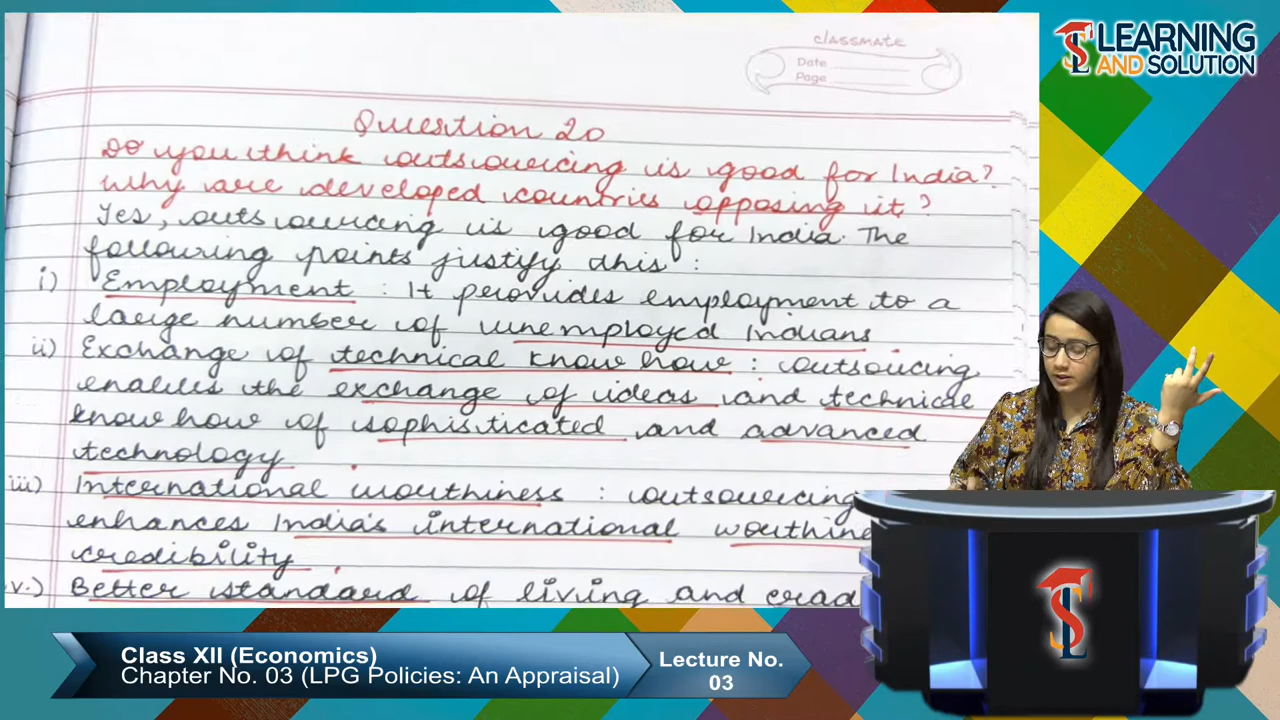 classmate
Date
Page
Question 20
Do you think outsourcing is good for India?
Why are developed countries opposing it?
Yes, outsourcing is good for India. The
following points justify this :
i) Employment : It provides employment to a
large number of unemployed Indians.
ii) Exchange of technical know how : outsoucing
enables the exchange of ideas and technical
know how of sophisticated and advanced
technology.
iii) International worthiness : outsourcing
enhances India's international
credibility.
Better standard of living and
SL LEARNING
AND SOLUTION
SL
Class XII (Economics)
Chapter No. 03 (LPG Policies: An Appraisal)
Lecture No.
03